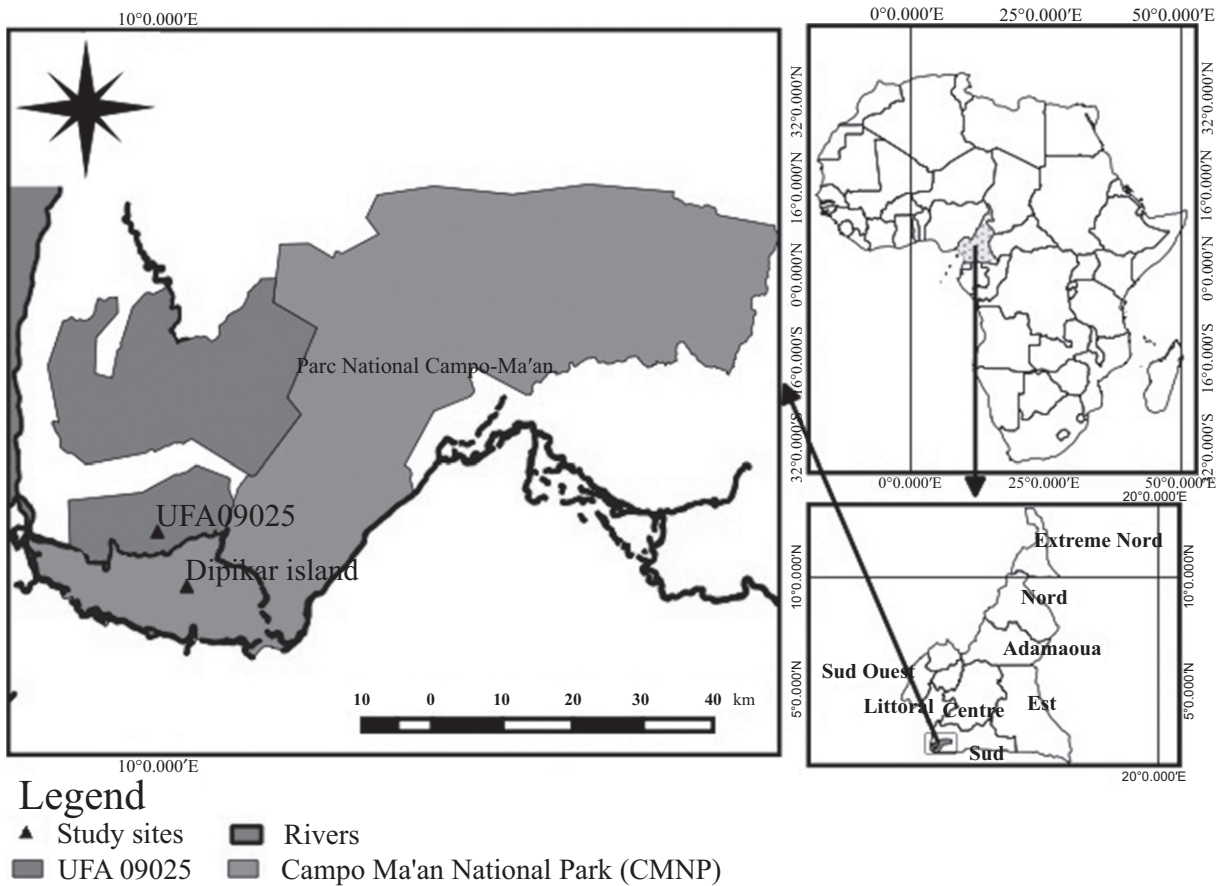 10°0.000′E
0°0.000′E 25°0.000′E 50°0.000′E
32°0.000′N
16°0.000′N
0°0.000′N
16°0.000′S
32°0.000′S
32°0.000′N
16°0.000′N
0°0.000′N
16°0.000′S
2°0.000′S
Parc National Campo-Ma′an
UFA09025
Dipikar island
10 0 10 20 30 40 km
10°0.000′E
0°0.000′E 25°0.000′E 50°0.000′E
20°0.000′E
Extreme Nord
Nord
Adamaoua
Sud Ouest
Littoral
Centre
Est
Sud
10°0.000′N
5°0.000′N
10°0.000′N
5°0.000′N
20°0.000′E
Legend
Study sites
Rivers
UFA 09025
Campo Ma'an National Park (CMNP)